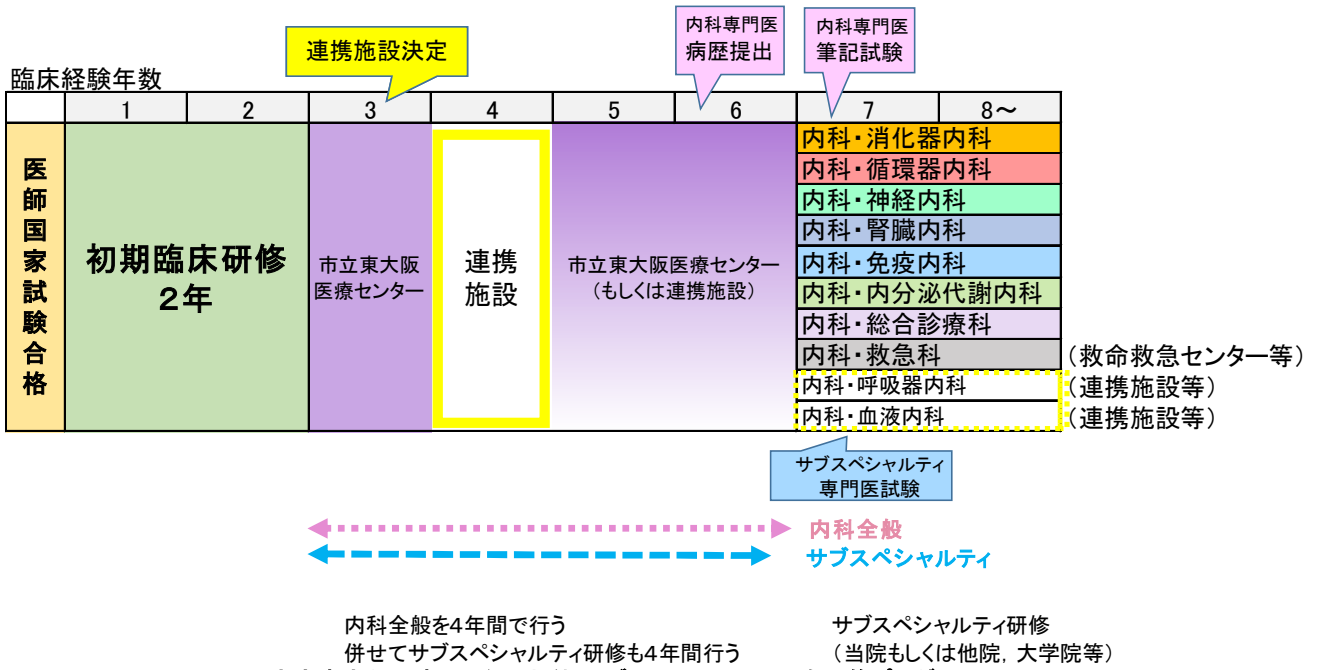 連携施設決定
内科専門医
病歴提出
内科専門医
筆記試験
臨床経験年数
1 2 3 4 5 6 7 8～
医師国家試験合格
初期臨床研修
２年
市立東大阪
医療センター
連携
施設
市立東大阪医療センター
（もしくは連携施設）
内科・消化器内科
内科・循環器内科
内科・神経内科
内科・腎臓内科
内科・免疫内科
内科・内分泌代謝内科
内科・総合診療科
内科・救急科 （救命救急センター等）
内科・呼吸器内科 （連携施設等）
内科・血液内科 （連携施設等）
サブスペシャルティ
専門医試験
内科全般
サブスペシャルティ
内科全般を4年間で行う
併せてサブスペシャルティ研修も4年間行う
サブスペシャルティ研修
（当院もしくは他院，大学院等）